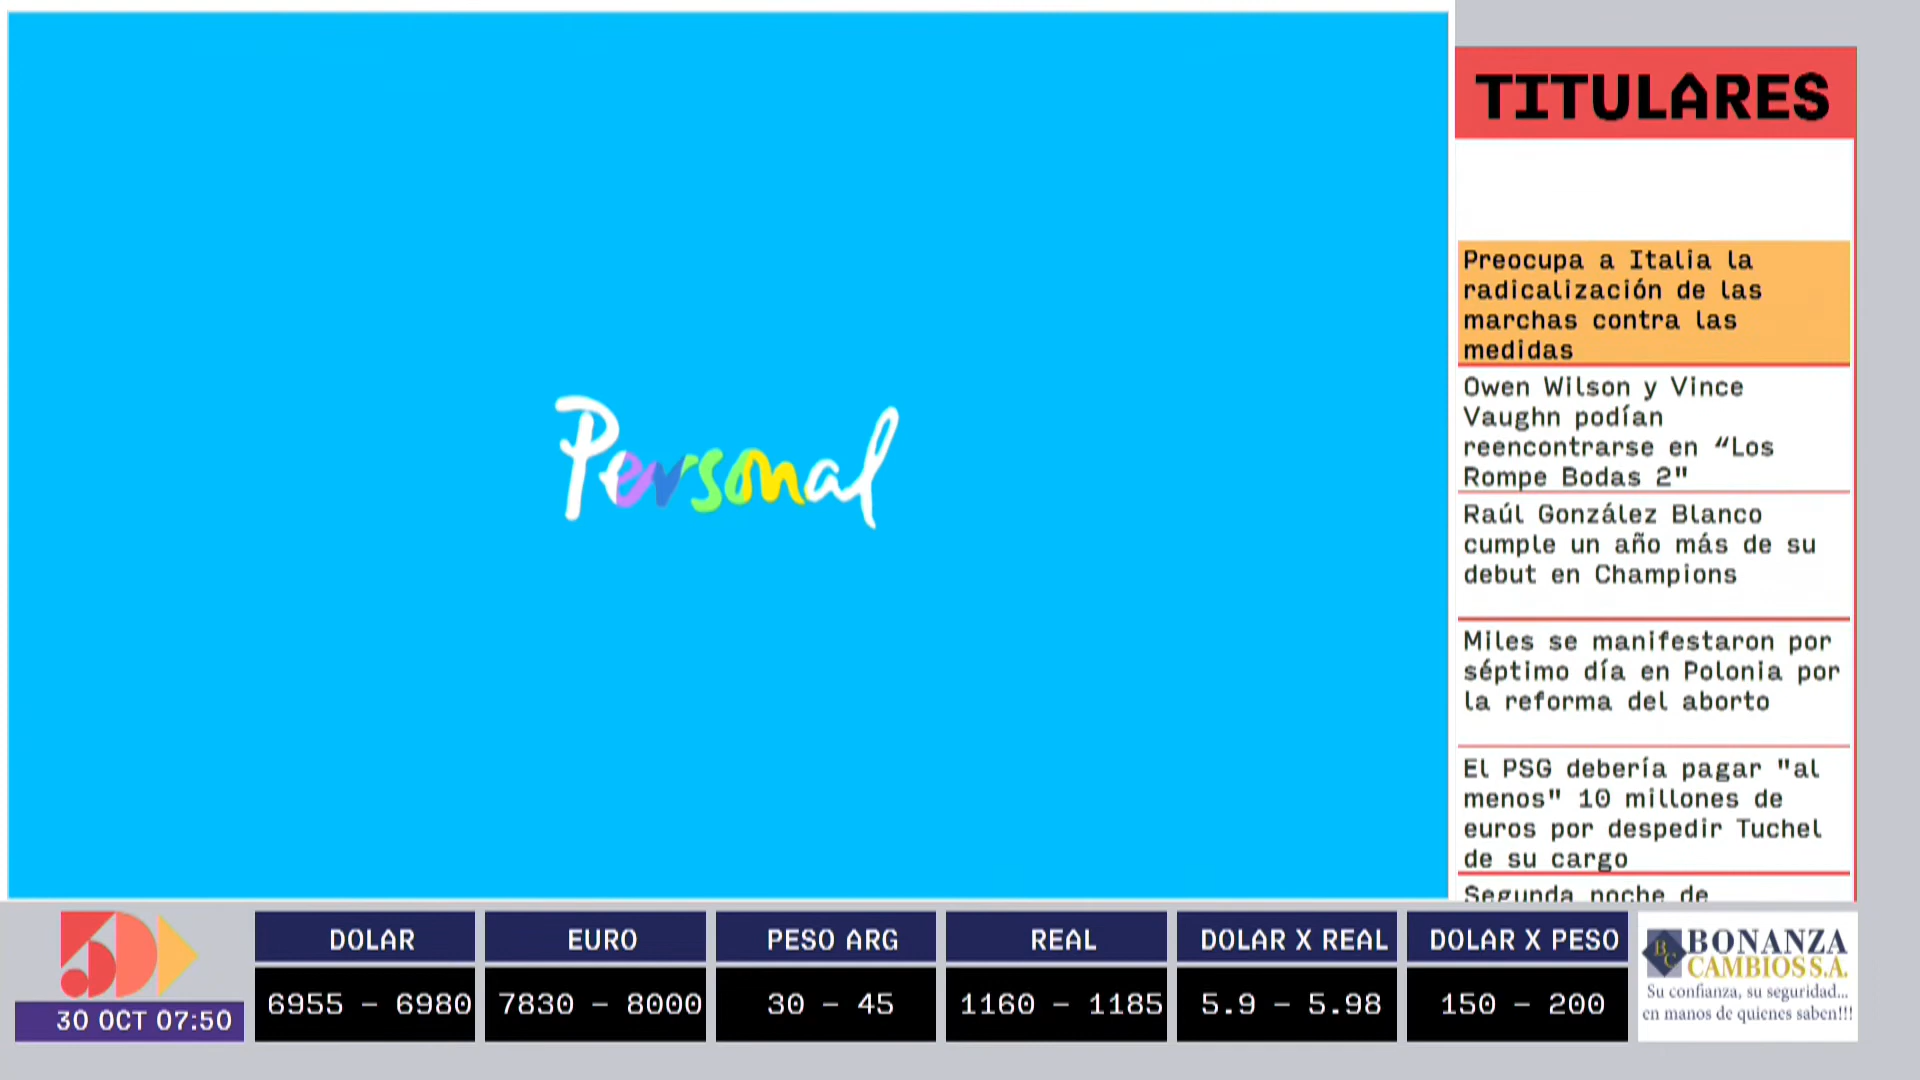 Personal
TITULARES
Preocupa a Italia la
radicalización de las
marchas contra las
medidas
Owen Wilson y Vince
Vaughn podían
reencontrarse en “Los
Rompe Bodas 2"
Raúl González Blanco
cumple un año más de su
debut en Champions
Miles se manifestaron por
séptimo día en Polonia por
la reforma del aborto
El PSG debería pagar "al
menos" 10 millones de
euros por despedir Tuchel
de su cargo
Segunda noche de
30 OCT 07:50
DOLAR
6955 - 6980
EURO
7830 - 8000
PESO ARG
30 - 45
REAL
1160 - 1185
DOLAR X REAL
5.9 - 5.98
DOLAR X PESO
150 - 200
BC
BONANZA
CAMBIOS S.A.
Su confianza, su seguridad...
en manos de quienes saben!!!